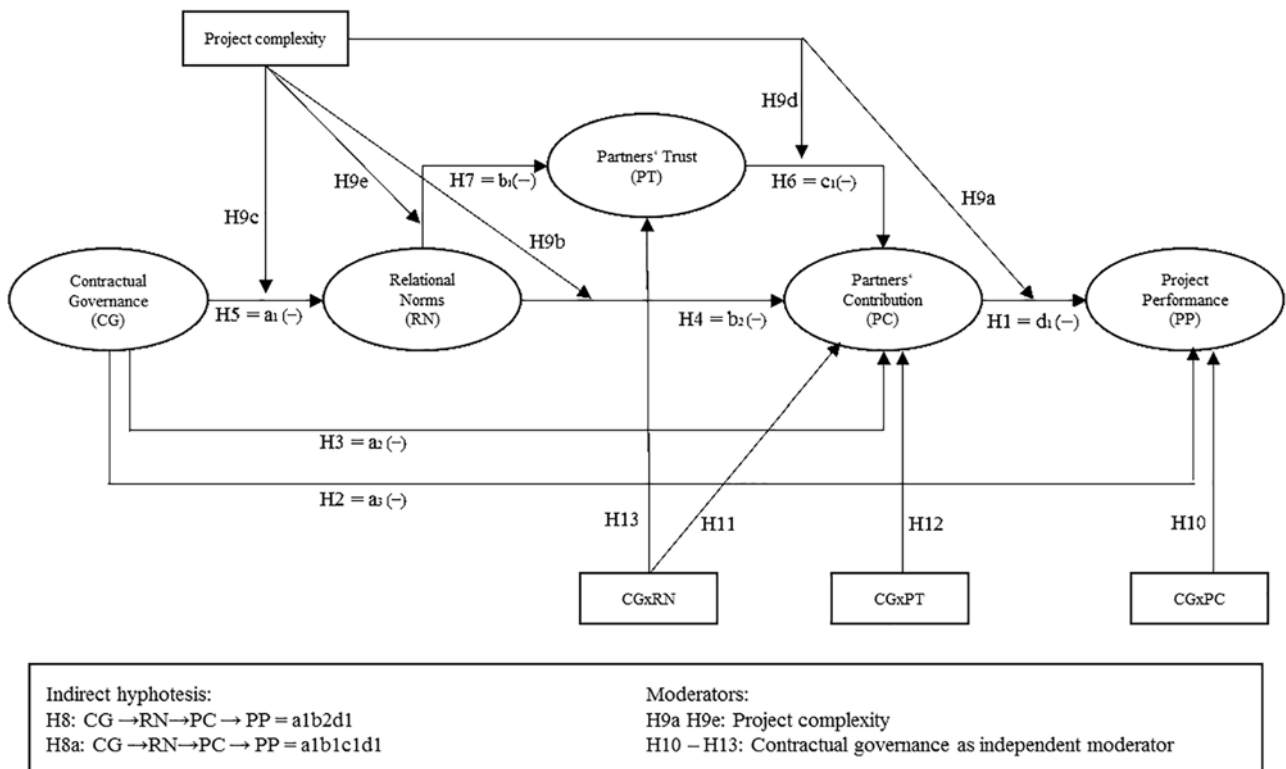 Project complexity
H9d
Partners‘ Trust
(PT)
H7 = b₁(–)
H6 = c₁(–)
H9e
H9a
H9c
H9b
Contractual
Governance
(CG)
Relational
Norms
(RN)
Partners‘
Contribution
(PC)
Project
Performance
(PP)
H5 = a₁ (–)
H4 = b₂(–)
H1 = d₁ (–)
H3 = a₂ (–)
H2 = a₃ (–)
H13
H11
H12
H10
CGxRN
CGxPT
CGxPC
Indirect hyphotesis:
H8: CG →RN→PC→ PP = a1b2d1
H8a: CG →RN→PC→ PP = a1b1c1d1
Moderators:
H9a H9e: Project complexity
H10 – H13: Contractual governance as independent moderator